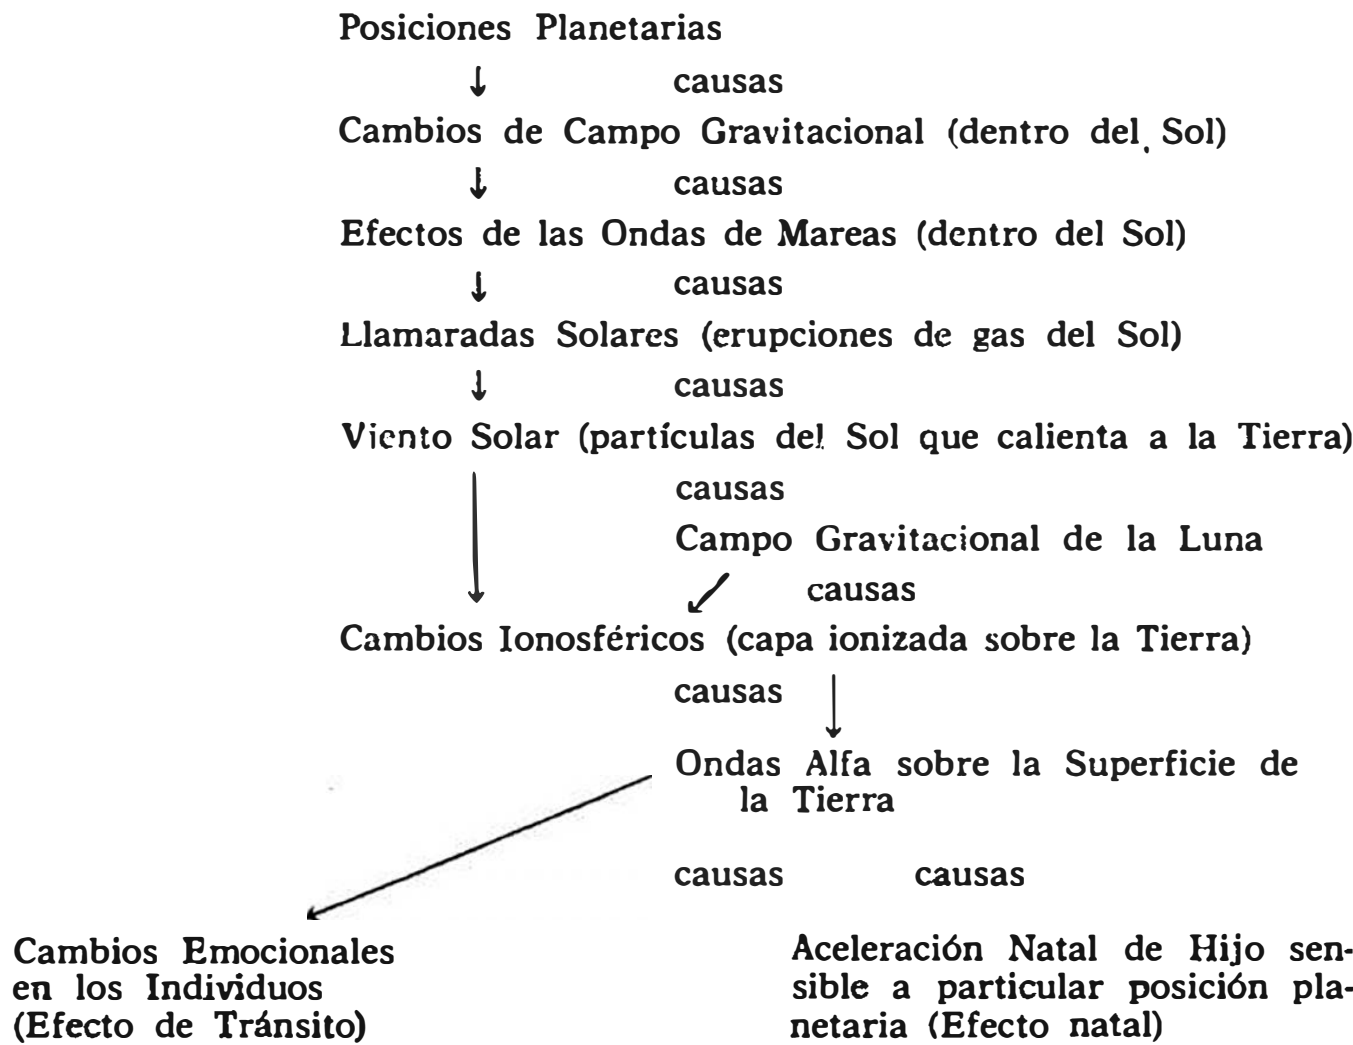 Posiciones Planetarias
causas
Cambios de Campo Gravitacional (dentro del Sol)
causas
Efectos de las Ondas de Mareas (dentro del Sol)
causas
Llamaradas Solares (erupciones de gas del Sol)
causas
Viento Solar (partículas del Sol que calienta a la Tierra)
causas
Campo Gravitacional de la Luna
causas
Cambios Ionosféricos (capa ionizada sobre la Tierra)
causas
Ondas Alfa sobre la Superficie de
la Tierra
causas causas
Cambios Emocionales
en los Individuos
(Efecto de Tránsito)
Aceleración Natal de Hijo sen-
sible a particular posición pla-
netaria (Efecto natal)